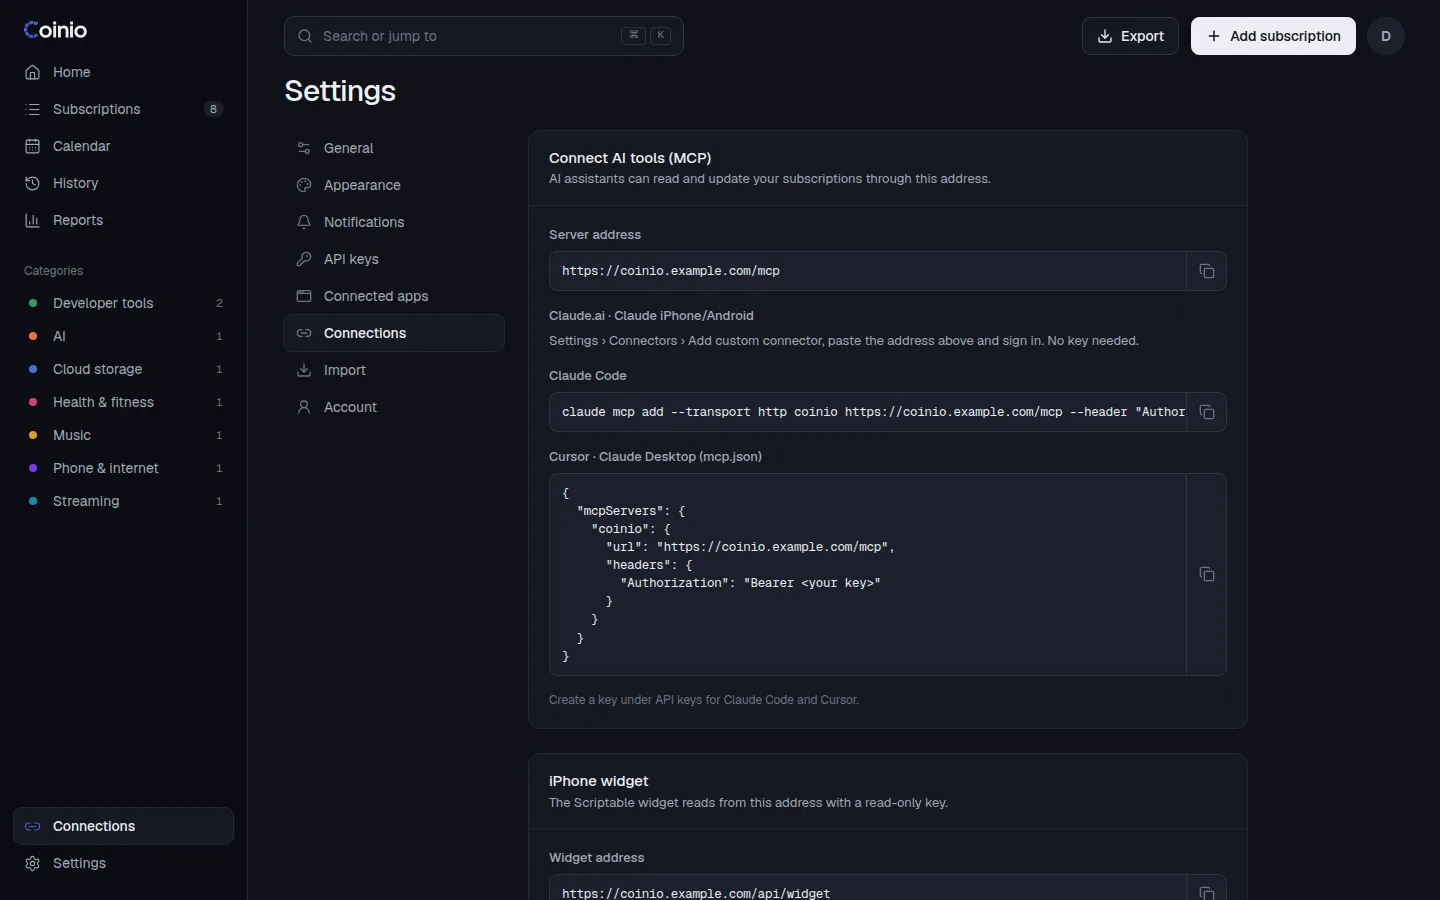 Coinio
Home
Subscriptions 8
Calendar
History
Reports
Categories
Developer tools 2
AI 1
Cloud storage 1
Health & fitness 1
Music 1
Phone & internet 1
Streaming 1
Connections
Settings
Search or jump to ⌘ K
Export
Add subscription
D
Settings
General
Appearance
Notifications
API keys
Connected apps
Connections
Import
Account
Connect AI tools (MCP)
AI assistants can read and update your subscriptions through this address.
Server address
https://coinio.example.com/mcp
Claude.ai · Claude iPhone/Android
Settings › Connectors › Add custom connector, paste the address above and sign in. No key needed.
Claude Code
claude mcp add --transport http coinio https://coinio.example.com/mcp --header "Author
Cursor · Claude Desktop (mcp.json)
{
  "mcpServers": {
    "coinio": {
      "url": "https://coinio.example.com/mcp",
      "headers": {
        "Authorization": "Bearer <your key>"
      }
    }
  }
}
Create a key under API keys for Claude Code and Cursor.
iPhone widget
The Scriptable widget reads from this address with a read-only key.
Widget address
https://coinio.example.com/api/widget